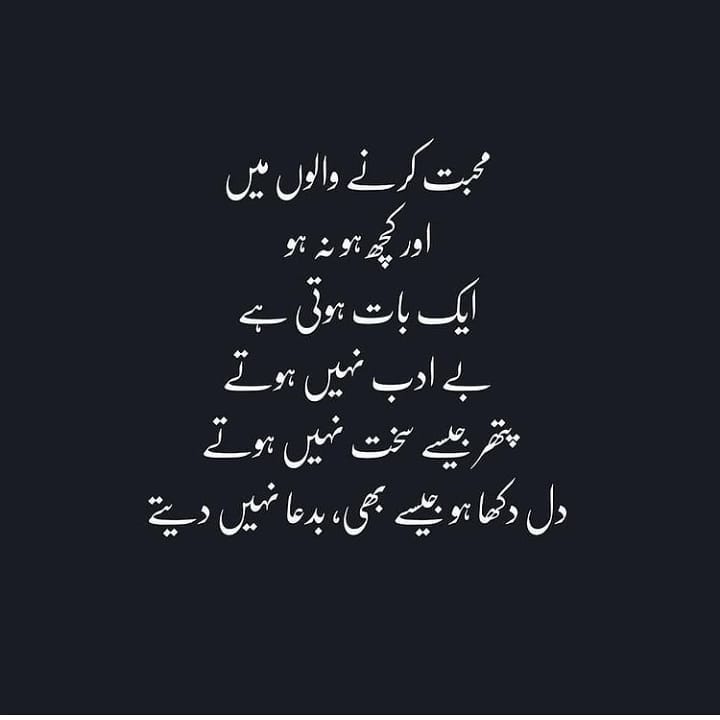 محبت کرنے والوں میں
اور کچھ ہو نہ ہو
ایک بات ہوتی ہے
بے ادب نہیں ہوتے
پتھر جیسے سخت نہیں ہوتے
دل دکھا ہو جیسے بھی، بدعا نہیں دیتے